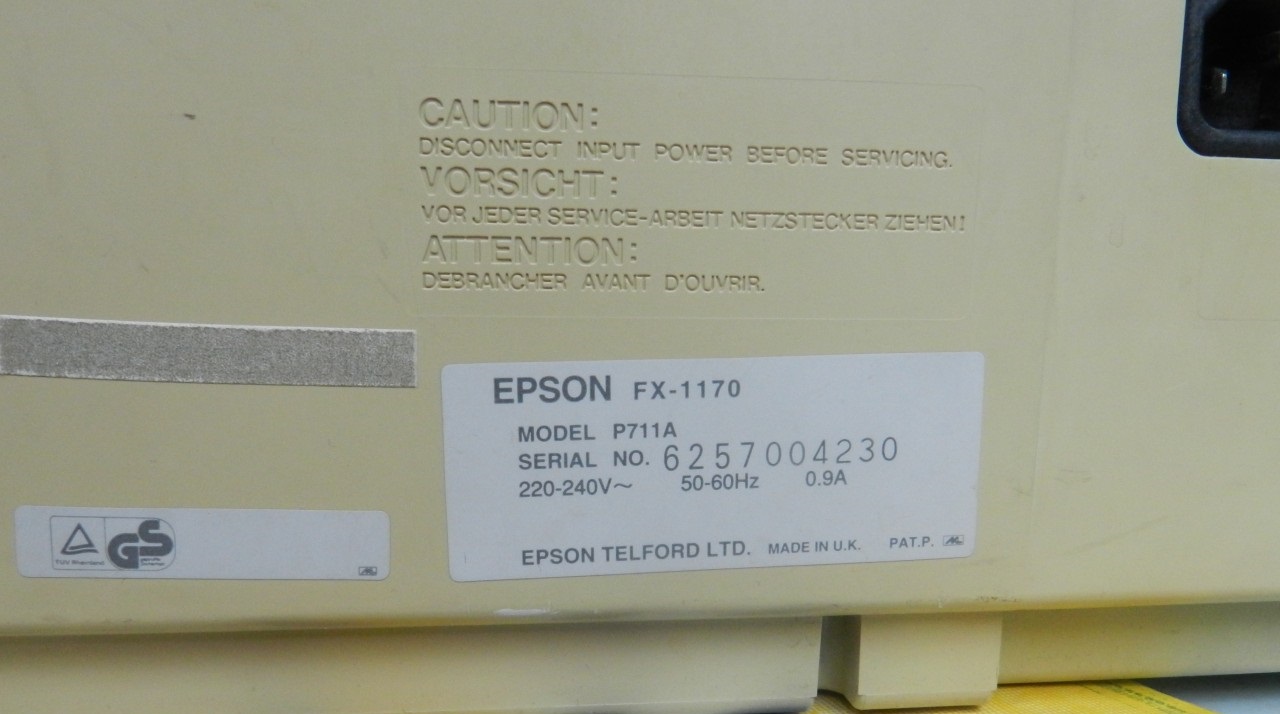 CAUTION:
DISCONNECT INPUT POWER BEFORE SERVICING.
VORSICHT:
VOR JEDER SERVICE-ARBEIT NETZSTECKER ZIEHEN!
ATTENTION:
DEBRANCHER AVANT D'OUVRIR.
EPSON FX-1170
MODEL P711A
SERIAL NO. 6257004230
220-240V~ 50-60Hz 0.9A
EPSON TELFORD LTD. MADE IN U.K. PAT.P.
GS
TÜV Rheinland